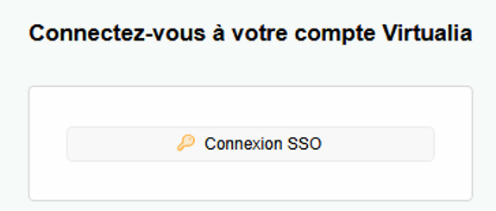 Connectez-vous à votre compte Virtualia
Connexion SSO